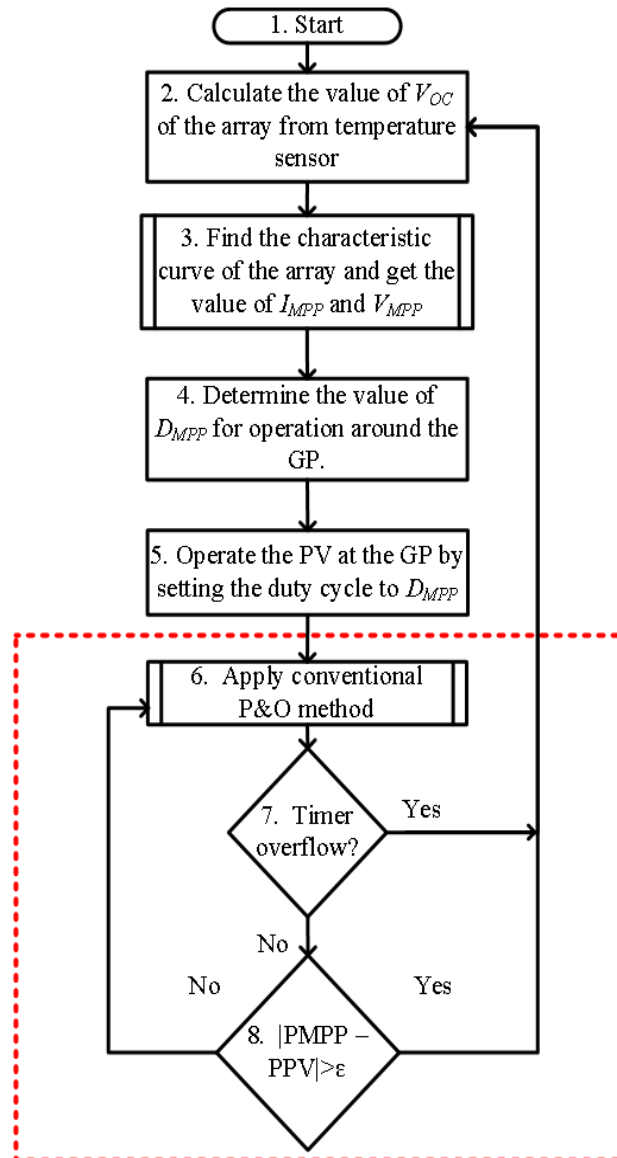 1. Start
2. Calculate the value of VOC
of the array from temperature
sensor
3. Find the characteristic
curve of the array and get the
value of IMPP and VMPP
4. Determine the value of
DMPP for operation around the
GP.
5. Operate the PV at the GP by
setting the duty cycle to DMPP
6. Apply conventional
P&O method
7. Timer
overflow?
Yes
No
No
Yes
8. |PMPP –
PPV|>ε